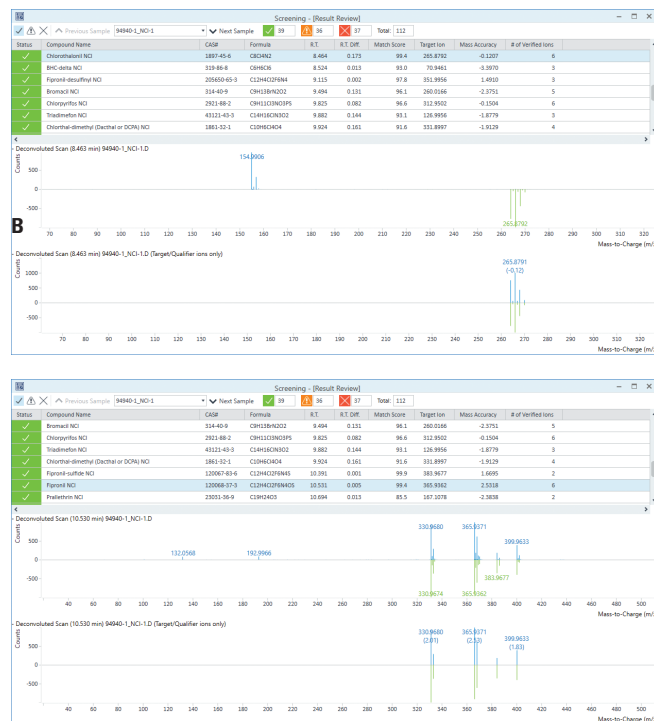 Screening - [Result Review]
Previous Sample 94940-1_NCI-1 Next Sample 39 36 37 Total: 112
Status Compound Name CAS# Formula R.T. R.T. Diff. Match Score Target Ion Mass Accuracy # of Verified Ions
Chlorothalonil NCI 1897-45-6 C8Cl4N2 8.464 0.173 99.4 265.8792 -0.1207 6
BHC-delta NCI 319-86-8 C6H6Cl6 8.524 0.013 93.0 70.9461 -3.3970 3
Fipronil-desulfinyl NCI 205650-65-3 C12H4Cl2F6N4 9.115 0.002 97.8 351.9956 1.4910 3
Bromacil NCI 314-40-9 C9H13BrN2O2 9.494 0.131 96.1 260.0166 -2.3751 5
Chlorpyrifos NCI 2921-88-2 C9H11Cl3NO3PS 9.825 0.082 96.6 312.9502 -0.1504 6
Triadimefon NCI 43121-43-3 C14H16ClN3O2 9.882 0.144 93.1 126.9956 -1.8779 3
Chlorthal-dimethyl (Dacthal or DCPA) NCI 1861-32-1 C10H6Cl4O4 9.924 0.161 91.6 331.8997 -1.9129 4
- Deconvoluted Scan (8.463 min) 94940-1_NCI-1.D
Counts
154.9906
500
0
-500
265.8792
B
70 80 90 100 110 120 130 140 150 160 170 180 190 200 210 220 230 240 250 260 270 280 290 300 310 320
Mass-to-Charge (m/
- Deconvoluted Scan (8.463 min) 94940-1_NCI-1.D (Target/Qualifier ions only)
Counts
265.8791
(-0.12)
1000
500
0
-500
70 80 90 100 110 120 130 140 150 160 170 180 190 200 210 220 230 240 250 260 270 280 290 300 310 320
Mass-to-Charge (m/
Screening - [Result Review]
Previous Sample 94940-1_NCI-1 Next Sample 39 36 37 Total: 112
Status Compound Name CAS# Formula R.T. R.T. Diff. Match Score Target Ion Mass Accuracy # of Verified Ions
Bromacil NCI 314-40-9 C9H13BrN2O2 9.494 0.131 96.1 260.0166 -2.3751 5
Chlorpyrifos NCI 2921-88-2 C9H11Cl3NO3PS 9.825 0.082 96.6 312.9502 -0.1504 6
Triadimefon NCI 43121-43-3 C14H16ClN3O2 9.882 0.144 93.1 126.9956 -1.8779 3
Chlorthal-dimethyl (Dacthal or DCPA) NCI 1861-32-1 C10H6Cl4O4 9.924 0.161 91.6 331.8997 -1.9129 4
Fipronil-sulfide NCI 120067-83-6 C12H4Cl2F6N4S 10.391 0.001 99.9 383.9677 1.6695 2
Fipronil NCI 120068-37-3 C12H4Cl2F6N4OS 10.531 0.005 99.4 365.9362 2.5318 6
Prallethrin NCI 23031-36-9 C19H24O3 10.694 0.013 85.5 167.1078 -2.3838 2
- Deconvoluted Scan (10.530 min) 94940-1_NCI-1.D
Counts
330.9680 365.9371
500
399.9633
132.0568 192.9966
0
383.9677
-500
330.9674 365.9362
40 60 80 100 120 140 160 180 200 220 240 260 280 300 320 340 360 380 400 420 440 460 480 500
Mass-to-Charge (m/
- Deconvoluted Scan (10.530 min) 94940-1_NCI-1.D (Target/Qualifier ions only)
Counts
330.9680 365.9371
(2.01) (2.53)
399.9633
(1.83)
500
0
-500
40 60 80 100 120 140 160 180 200 220 240 260 280 300 320 340 360 380 400 420 440 460 480 500
Mass-to-Charge (m/